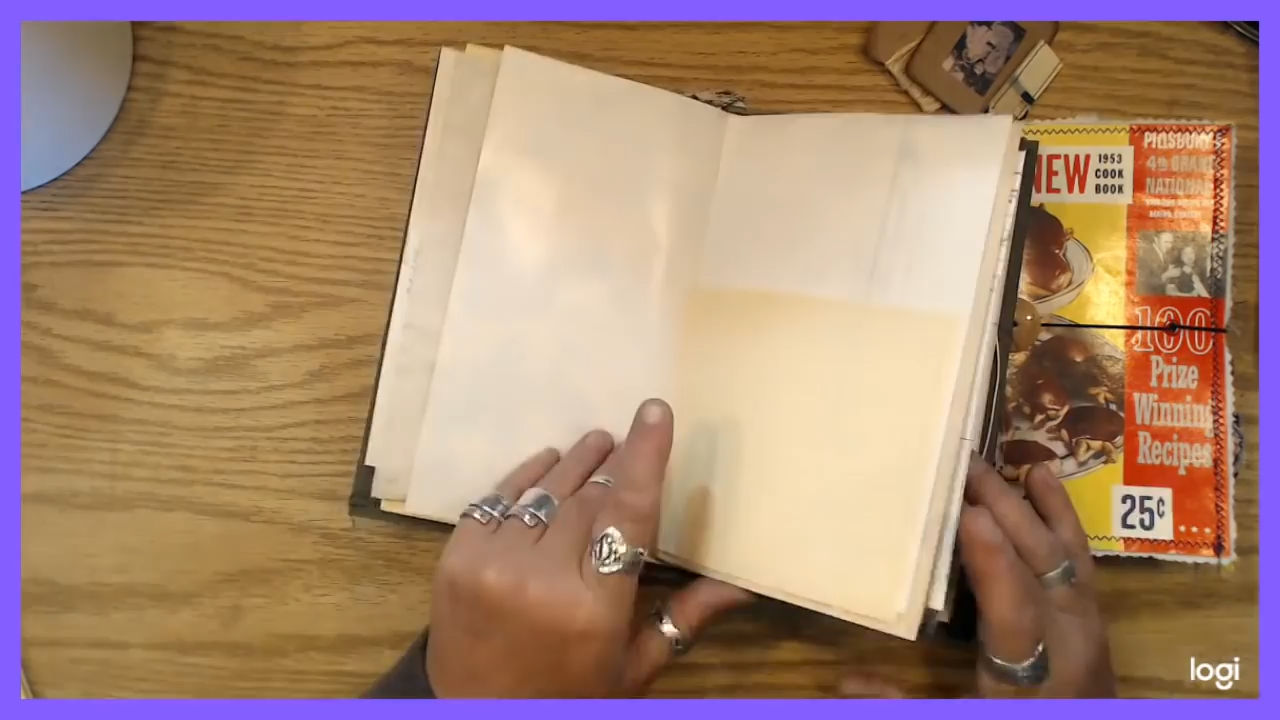 NEW
1953
COOK
BOOK
PILLSBURY
4th GRAND
NATIONAL
100
Prize
Winning
Recipes
25¢
logi